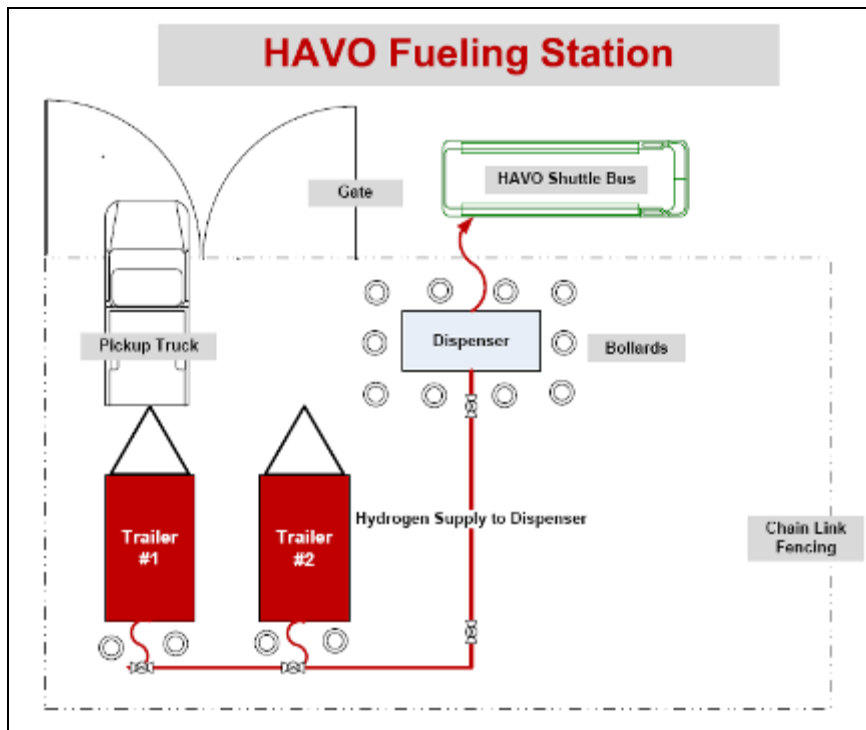 HAVO Fueling Station
HAVO Shuttle Bus
Gate
Pickup Truck
Dispenser
Bollards
Trailer
#1
Trailer
#2
Hydrogen Supply to Dispenser
Chain Link
Fencing